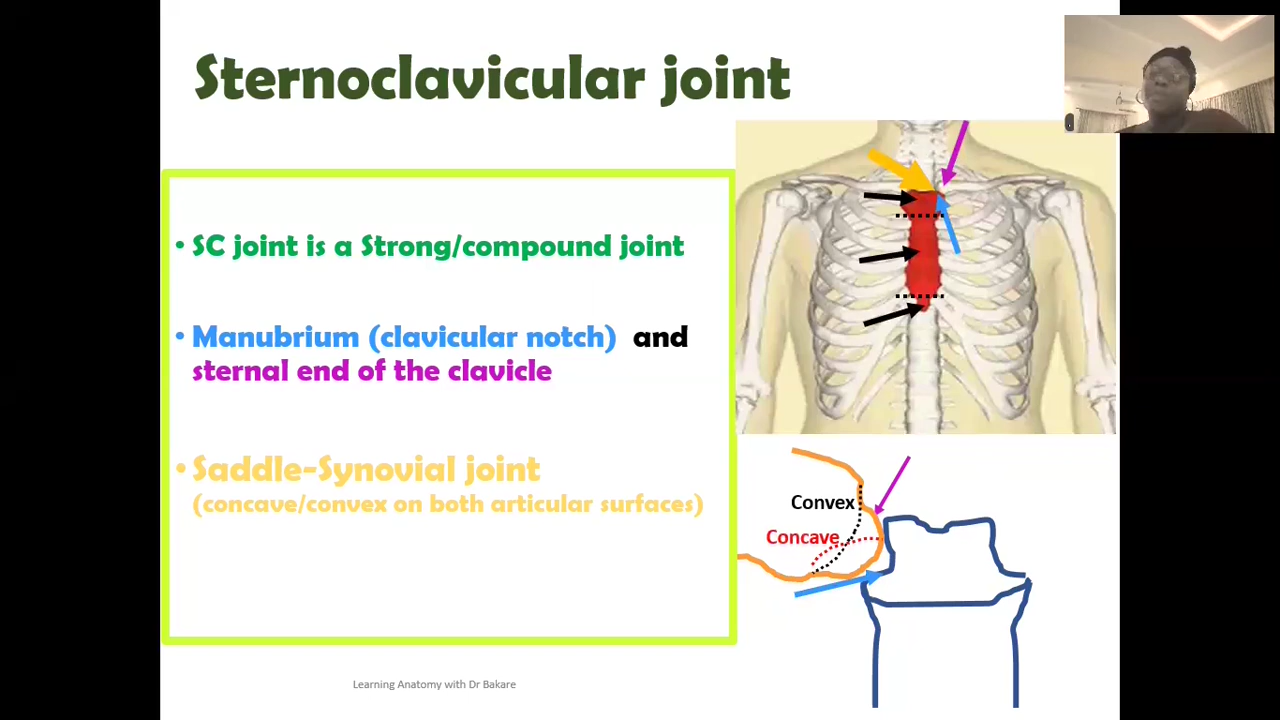 Sternoclavicular joint
• SC joint is a Strong/compound joint
• Manubrium (clavicular notch) and
sternal end of the clavicle
• Saddle-Synovial joint
(concave/convex on both articular surfaces)
Convex
Concave
Learning Anatomy with Dr Bakare